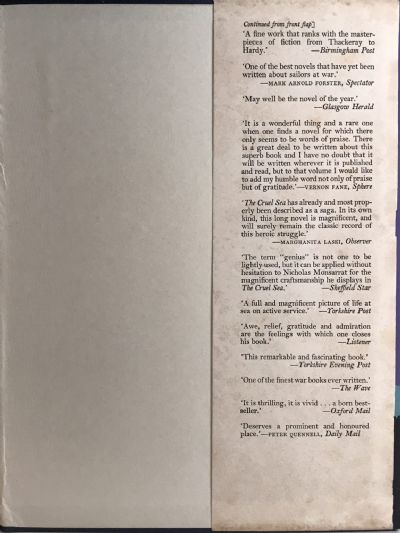 Continued from front flap]
'A fine work that ranks with the master-
pieces of fiction from Thackeray to
Hardy.' —Birmingham Post
'One of the best novels that have yet been
written about sailors at war.'
—MARK ARNOLD FORSTER, Spectator
'May well be the novel of the year.'
—Glasgow Herald
'It is a wonderful thing and a rare one
when one finds a novel for which there
only seems to be words of praise. There
is a great deal to be written about this
superb book and I have no doubt that it
will be written wherever it is published
and read, but to that volume I would like
to add my humble word not only of praise
but of gratitude.'—VERNON FANE, Sphere
'The Cruel Sea has already and most prop-
erly been described as a saga. In its own
kind, this long novel is magnificent, and
will surely remain the classic record of
this heroic struggle.'
—MARGHANITA LASKI, Observer
'The term "genius" is not one to be
lightly used, but it can be applied without
hesitation to Nicholas Monsarrat for the
magnificent craftsmanship he displays in
The Cruel Sea.' —Sheffield Star
'A full and magnificent picture of life at
sea on active service.' —Yorkshire Post
'Awe, relief, gratitude and admiration
are the feelings with which one closes
his book.' —Listener
'This remarkable and fascinating book.'
—Yorkshire Evening Post
'One of the finest war books ever written.'
—The Wave
'It is thrilling, it is vivid . . . a born best-
seller.' —Oxford Mail
'Deserves a prominent and honoured
place.'—PETER QUENNELL, Daily Mail